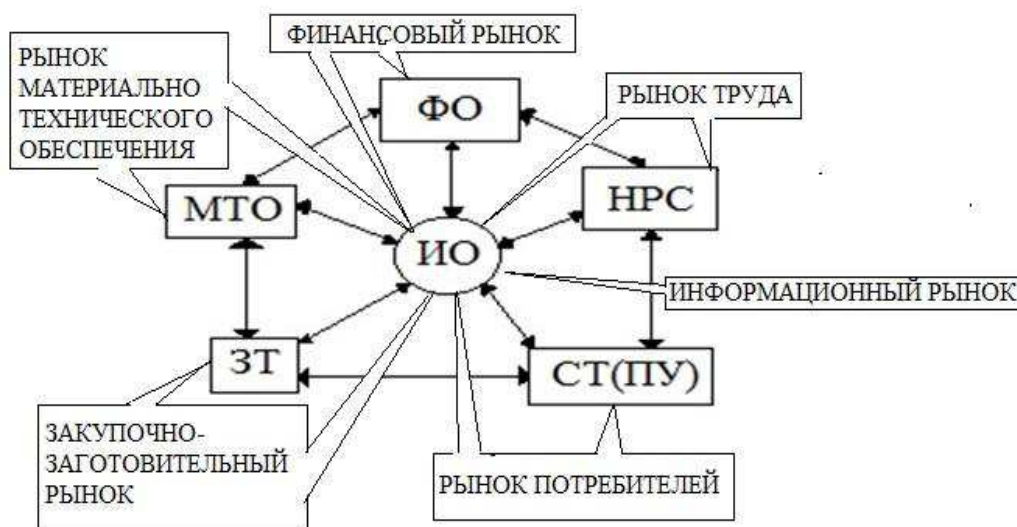 ФИНАНСОВЫЙ РЫНОК
РЫНОК
МАТЕРИАЛЬНО
ТЕХНИЧЕСКОГО
ОБЕСПЕЧЕНИЯ
РЫНОК ТРУДА
ФО
МТО
НРС
ИО
ИНФОРМАЦИОННЫЙ РЫНОК
ЗТ
СТ(ПУ)
ЗАКУПОЧНО-
ЗАГОТОВИТЕЛЬНЫЙ
РЫНОК
РЫНОК ПОТРЕБИТЕЛЕЙ